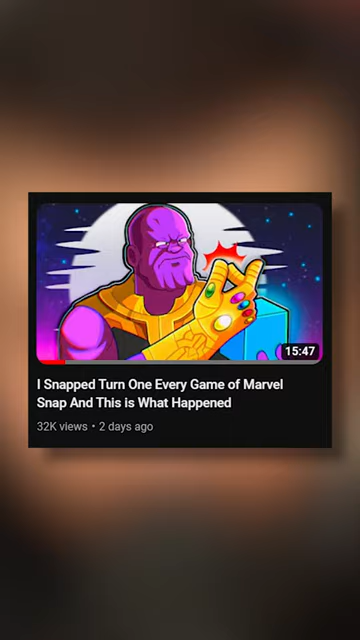 15:47
I Snapped Turn One Every Game of Marvel
Snap And This is What Happened
32K views • 2 days ago